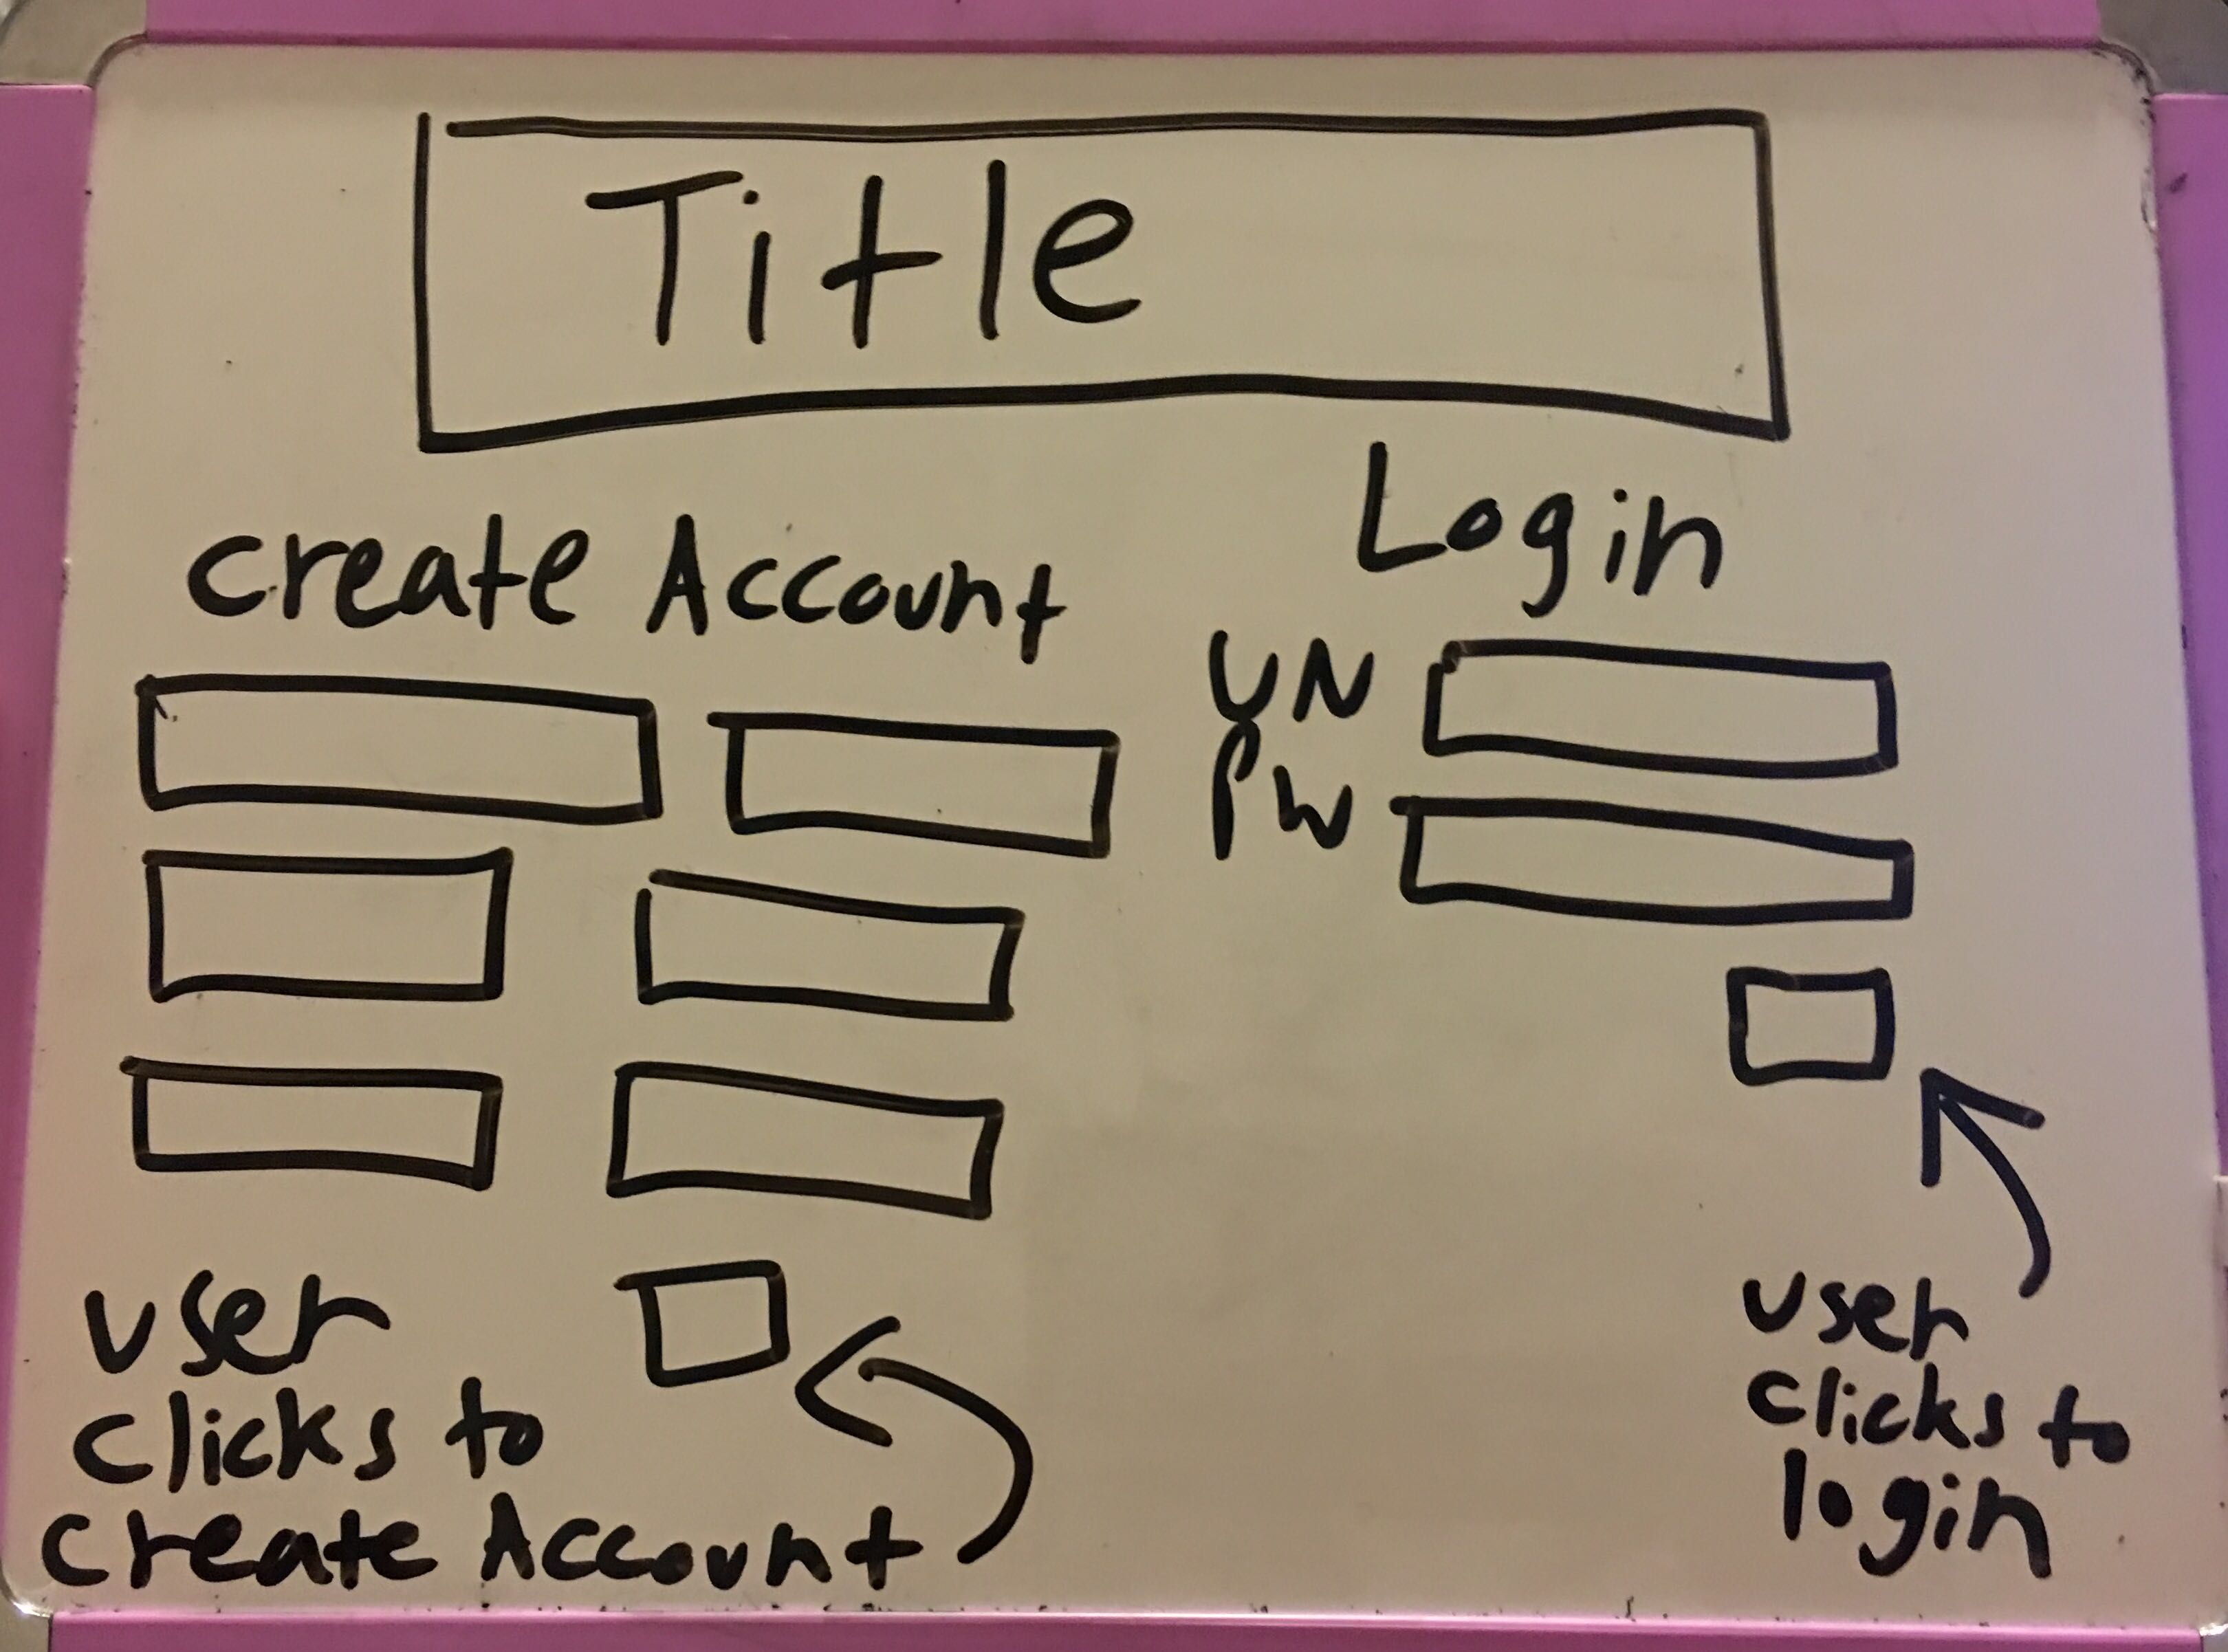 Title
Create Account
Login
UN
PW
user
clicks to
create Account
user
clicks to
login